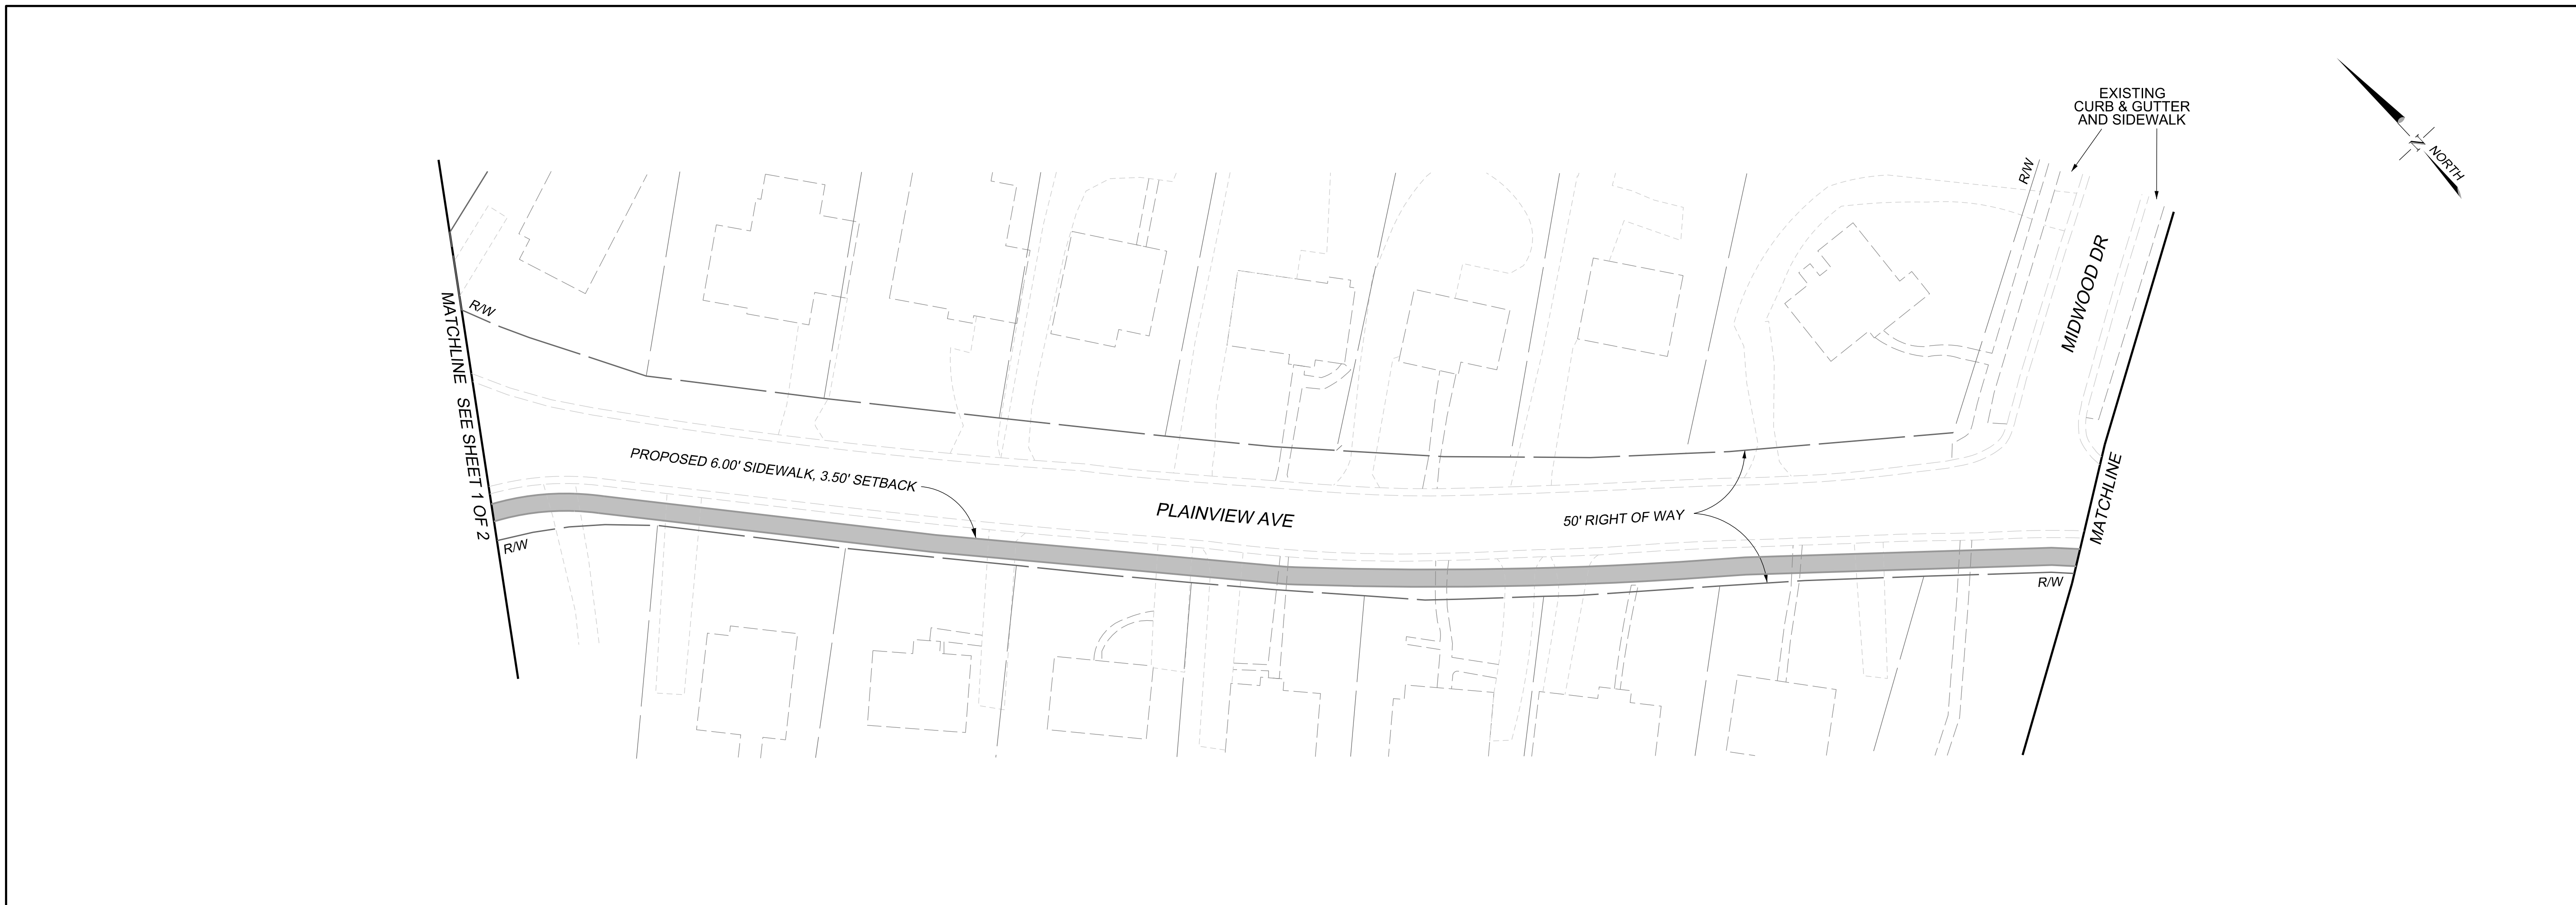 EXISTING
CURB & GUTTER
AND SIDEWALK
N
NORTH
R/W
MIDWOOD DR
R/W
MATCHLINE SEE SHEET 1 OF 2
PROPOSED 6.00' SIDEWALK, 3.50' SETBACK
PLAINVIEW AVE
50' RIGHT OF WAY
MATCHLINE
R/W
R/W